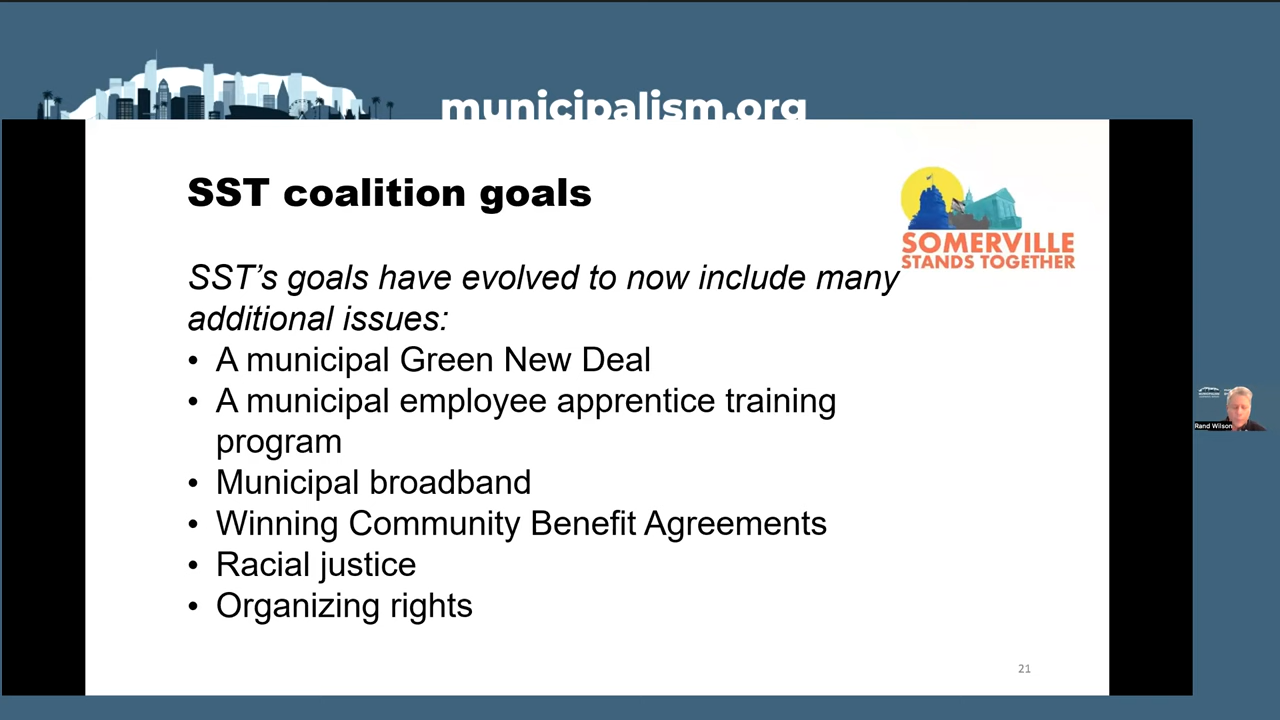 municipalism.org
SST coalition goals
SOMERVILLE
STANDS TOGETHER
SST's goals have evolved to now include many
additional issues:
• A municipal Green New Deal
• A municipal employee apprentice training
program
• Municipal broadband
• Winning Community Benefit Agreements
• Racial justice
• Organizing rights
21
Rand Wilson